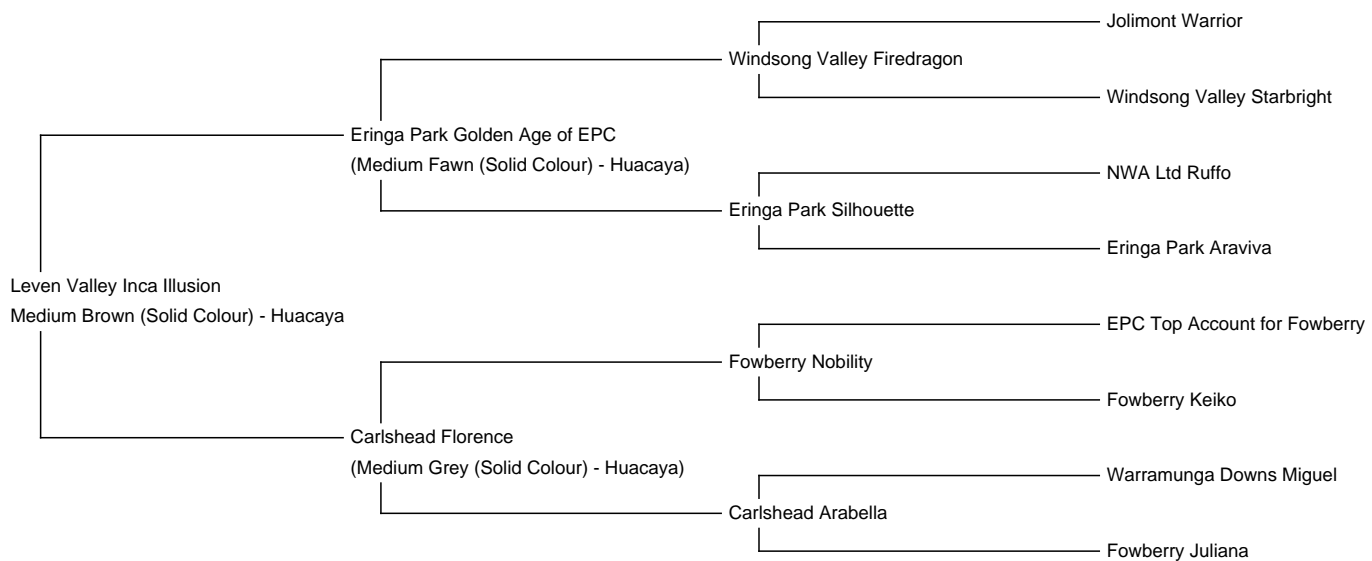 Jolimont Warrior
Windsong Valley Firedragon
Windsong Valley Starbright
Eringa Park Golden Age of EPC
(Medium Fawn (Solid Colour) - Huacaya)
NWA Ltd Ruffo
Eringa Park Silhouette
Eringa Park Araviva
Leven Valley Inca Illusion
Medium Brown (Solid Colour) - Huacaya
EPC Top Account for Fowberry
Fowberry Nobility
Fowberry Keiko
Carlshead Florence
(Medium Grey (Solid Colour) - Huacaya)
Warramunga Downs Miguel
Carlshead Arabella
Fowberry Juliana